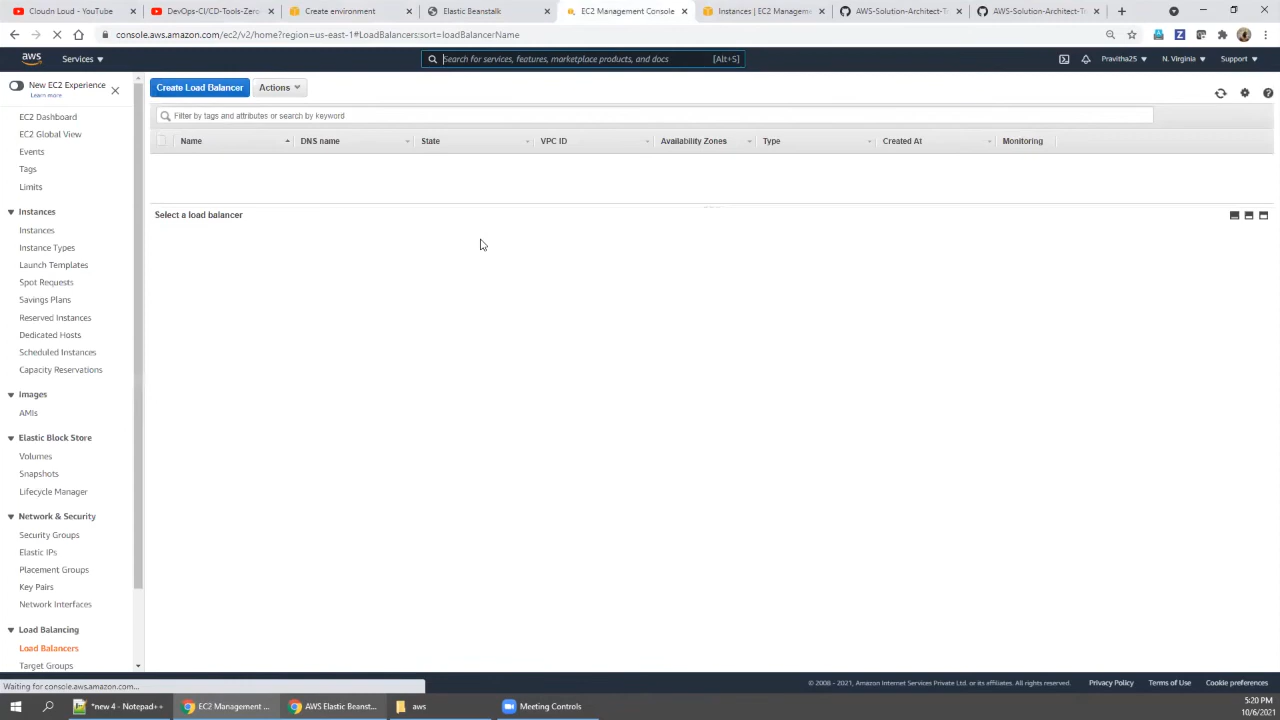 Cloudn Loud - YouTube
DevOps-CI/CD-Tools-Zero-
Create environment
Elastic Beanstalk
EC2 Management Console
Instances | EC2 Manageme
AWS-Solution-Architect-T
AWS-Solution-Architect-T
console.aws.amazon.com/ec2/v2/home?region=us-east-1#LoadBalancers:sort=loadBalancerName
aws
Services
Search for services, features, marketplace products, and docs
[Alt+S]
Pravitha25
N. Virginia
Support
New EC2 Experience
Learn more
Create Load Balancer
Actions
Filter by tags and attributes or search by keyword
Name
DNS name
State
VPC ID
Availability Zones
Type
Created At
Monitoring
Select a load balancer
EC2 Dashboard
EC2 Global View
Events
Tags
Limits
Instances
Instances
Instance Types
Launch Templates
Spot Requests
Savings Plans
Reserved Instances
Dedicated Hosts
Scheduled Instances
Capacity Reservations
Images
AMIs
Elastic Block Store
Volumes
Snapshots
Lifecycle Manager
Network & Security
Security Groups
Elastic IPs
Placement Groups
Key Pairs
Network Interfaces
Load Balancing
Load Balancers
Target Groups
Waiting for console.aws.amazon.com...
© 2008 - 2021, Amazon Internet Services Private Ltd. or its affiliates. All rights reserved.
Privacy Policy
Terms of Use
Cookie preferences
*new 4 - Notepad++
EC2 Management ...
AWS Elastic Beanst...
aws
Meeting Controls
5:20 PM
10/6/2021